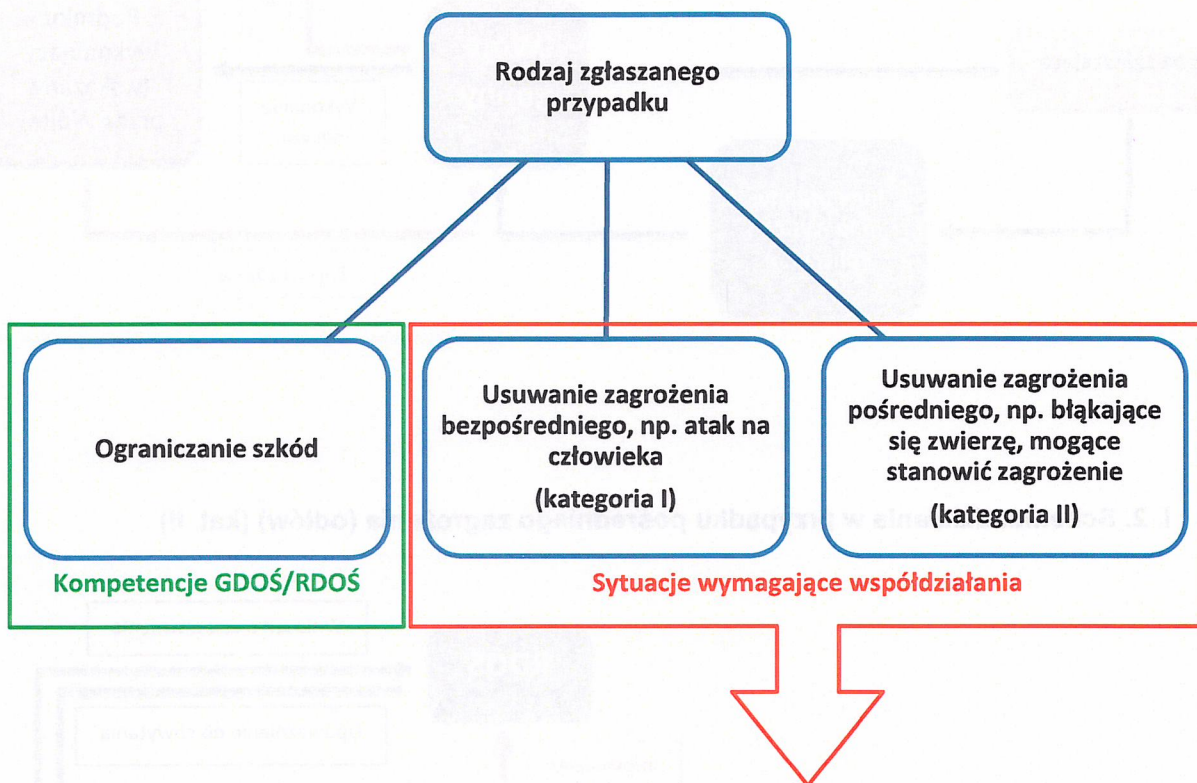 Rodzaj zgłaszanego
przypadku
Ograniczanie szkód
Usuwanie zagrożenia
bezpośredniego, np. atak na
człowieka
(kategoria I)
Usuwanie zagrożenia
pośredniego, np. błąkające
się zwierzę, mogące
stanowić zagrożenie
(kategoria II)
Kompetencje GDOŚ/RDOŚ
Sytuacje wymagające współdziałania